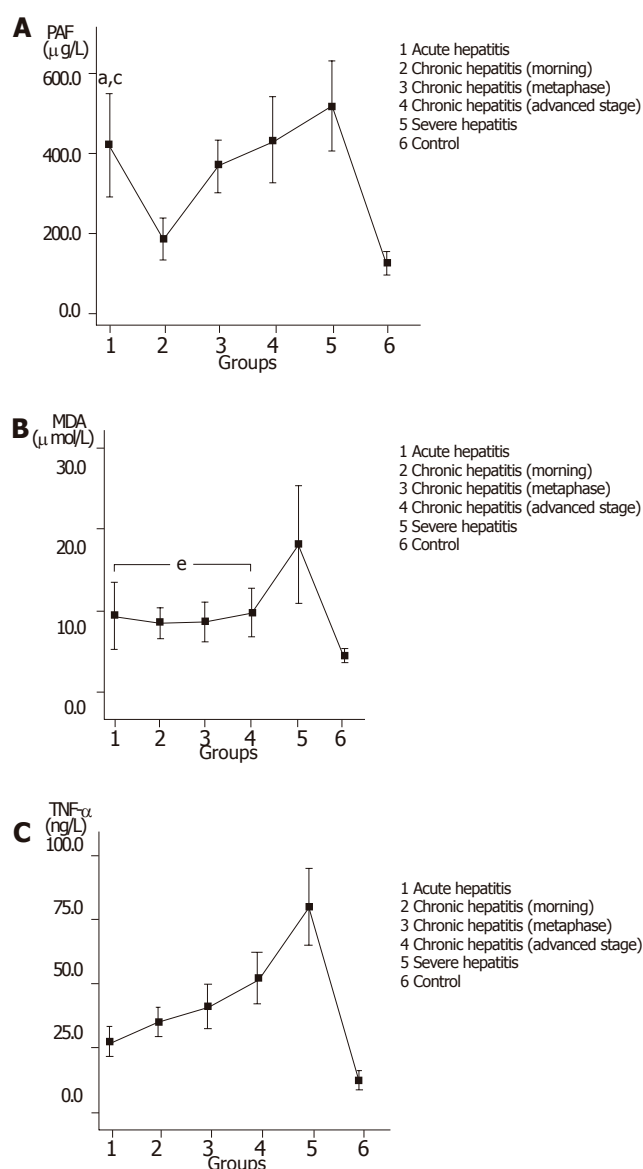 A
PAF
(μ g/L)
600.0
400.0
200.0
0.0
a,c
1 2 3 4 5 6
Groups
1 Acute hepatitis
2 Chronic hepatitis (morning)
3 Chronic hepatitis (metaphase)
4 Chronic hepatitis (advanced stage)
5 Severe hepatitis
6 Control
B
MDA
(μ mol/L)
30.0
20.0
10.0
0.0
e
1 2 3 4 5 6
Groups
1 Acute hepatitis
2 Chronic hepatitis (morning)
3 Chronic hepatitis (metaphase)
4 Chronic hepatitis (advanced stage)
5 Severe hepatitis
6 Control
C
TNF-α
(ng/L)
100.0
75.0
50.0
25.0
0.0
1 2 3 4 5 6
Groups
1 Acute hepatitis
2 Chronic hepatitis (morning)
3 Chronic hepatitis (metaphase)
4 Chronic hepatitis (advanced stage)
5 Severe hepatitis
6 Control